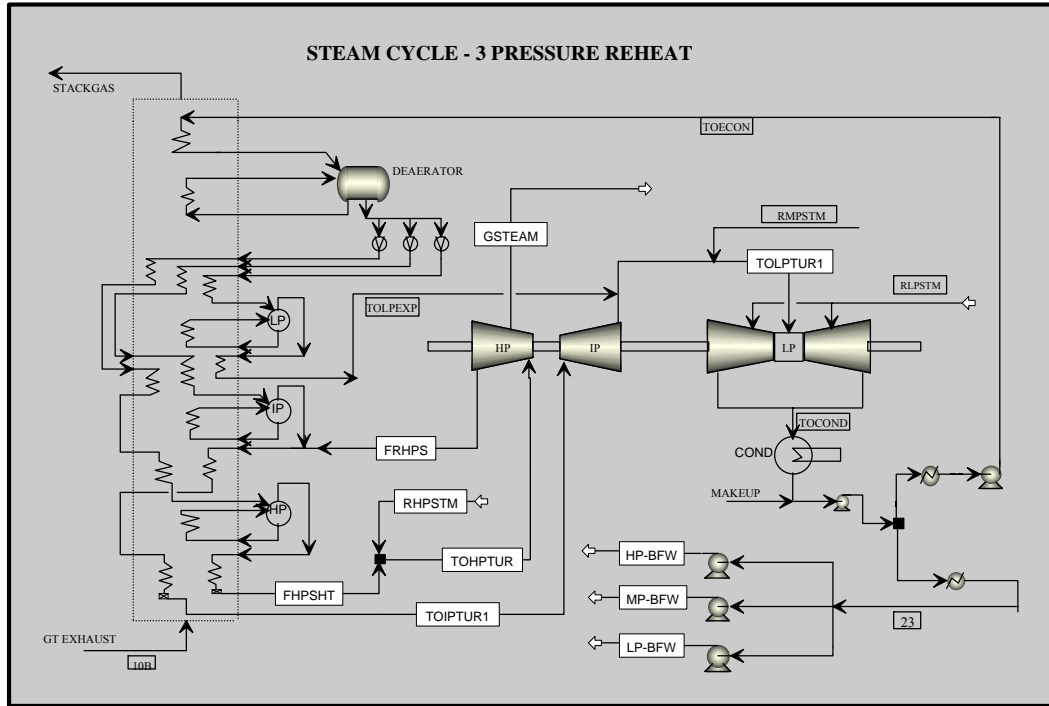 STEAM CYCLE - 3 PRESSURE REHEAT
STACKGAS
TOECON
DEAERATOR
GSTEAM
RMPSTM
TOLPTUR1
RLPSTM
TOLPEXP
LP
HP
IP
LP
IP
FRHPS
TOCOND
COND
RHPSTM
MAKEUP
HP
TOHPTUR
HP-BFW
FHPSHT
MP-BFW
TOIPTUR1
23
GT EXHAUST
LP-BFW
10B